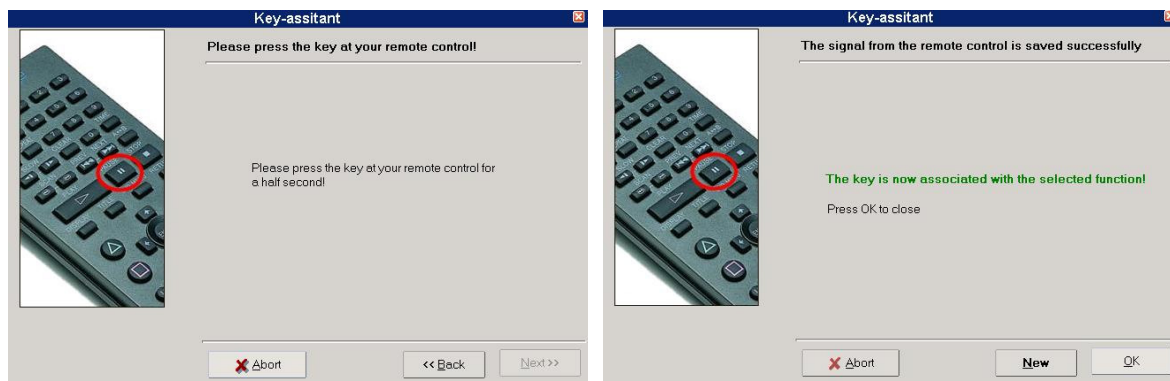 Key-assitant
Please press the key at your remote control!
Please press the key at your remote control for
a half second!
Abort
<< Back
Next >>
Key-assitant
The signal from the remote control is saved successfully
The key is now associated with the selected function!
Press OK to close
Abort
New
OK